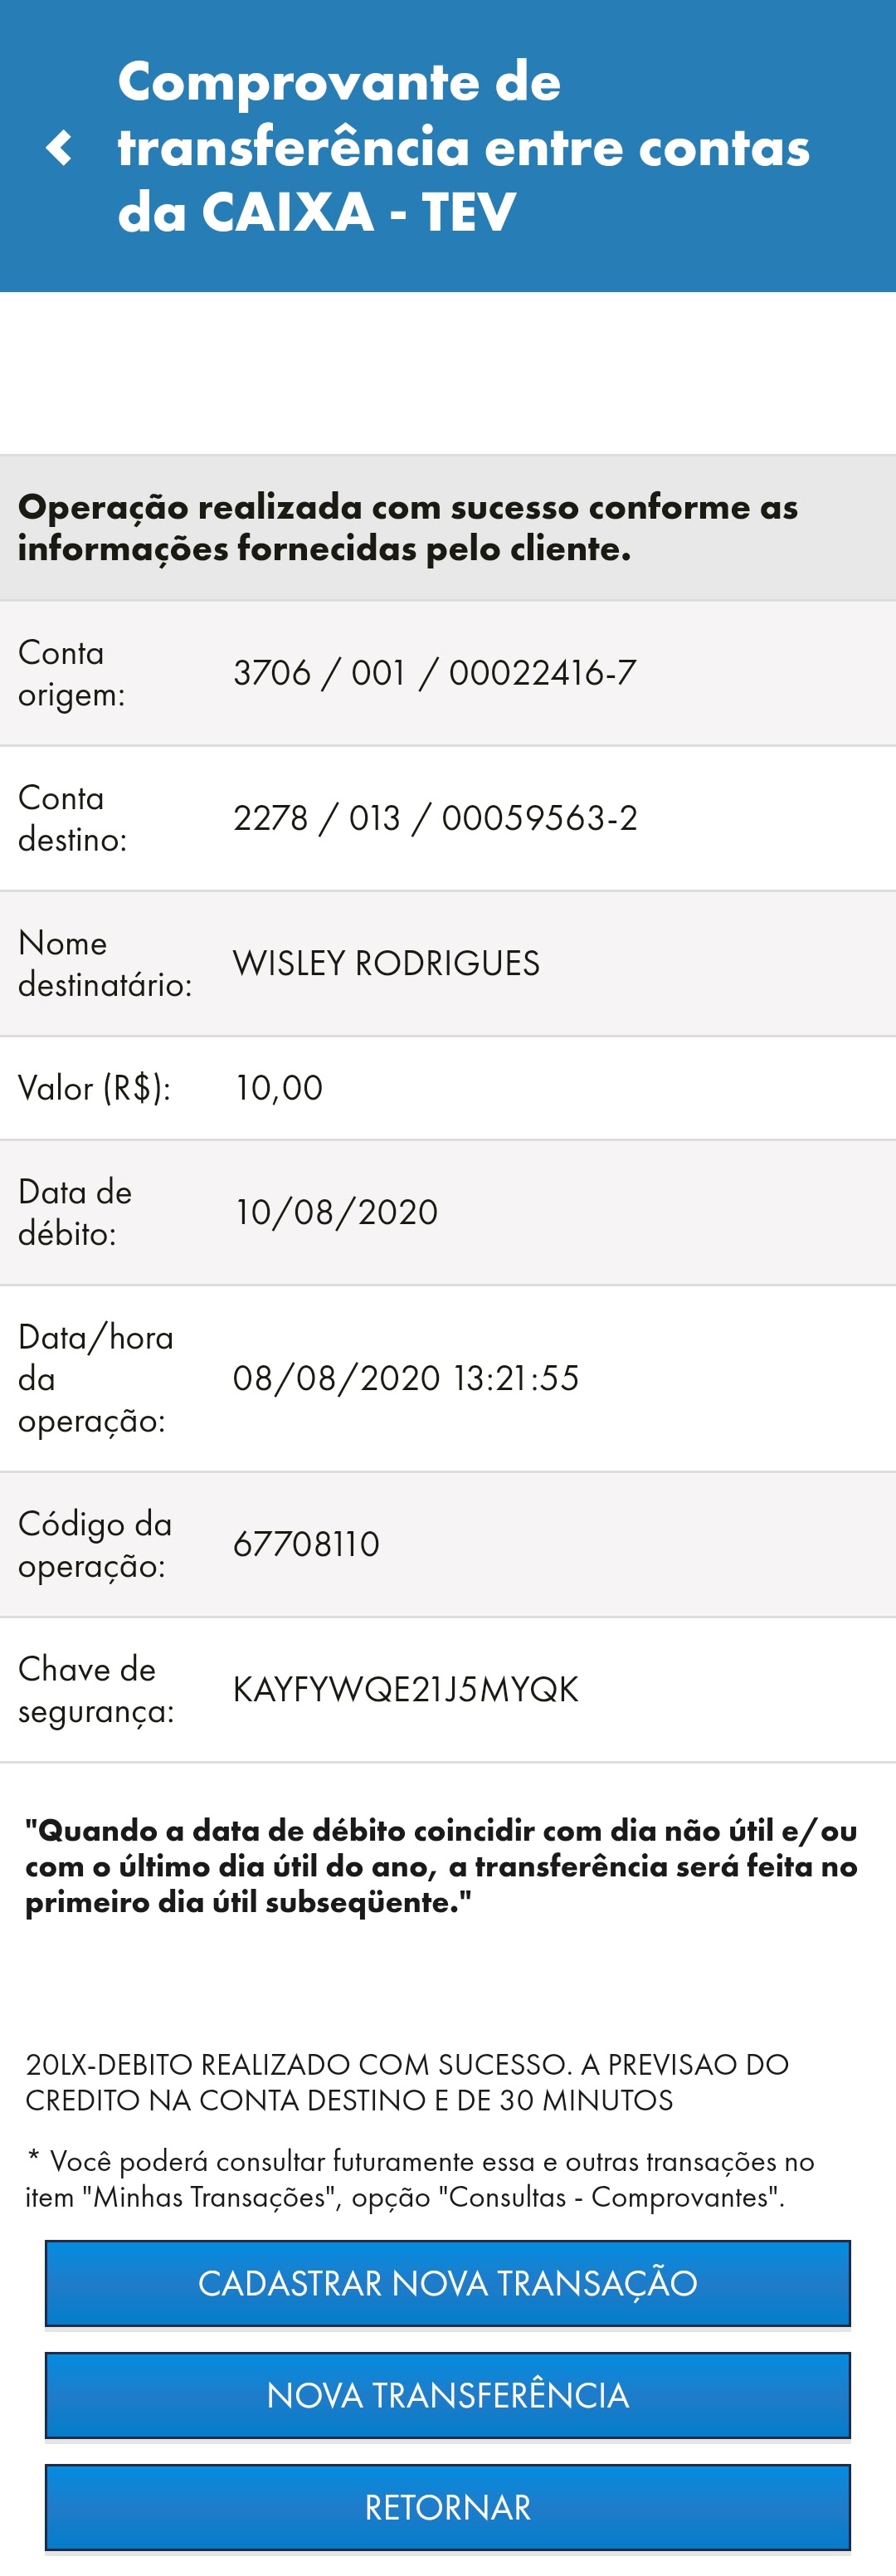 Comprovante de
transferência entre contas
da CAIXA - TEV
Operação realizada com sucesso conforme as
informações fornecidas pelo cliente.
Conta
origem:
3706 / 001 / 00022416-7
Conta
destino:
2278 / 013 / 00059563-2
Nome
destinatário:
WISLEY RODRIGUES
Valor (R$):
10,00
Data de
débito:
10/08/2020
Data/hora
da
operação:
08/08/2020 13:21:55
Código da
operação:
67708110
Chave de
segurança:
KAYFYWQE21J5MYQK
"Quando a data de débito coincidir com dia não útil e/ou
com o último dia útil do ano, a transferência será feita no
primeiro dia útil subseqüente."
20LX-DEBITO REALIZADO COM SUCESSO. A PREVISAO DO
CREDITO NA CONTA DESTINO E DE 30 MINUTOS
* Você poderá consultar futuramente essa e outras transações no
item "Minhas Transações", opção "Consultas - Comprovantes".
CADASTRAR NOVA TRANSAÇÃO
NOVA TRANSFERÊNCIA
RETORNAR